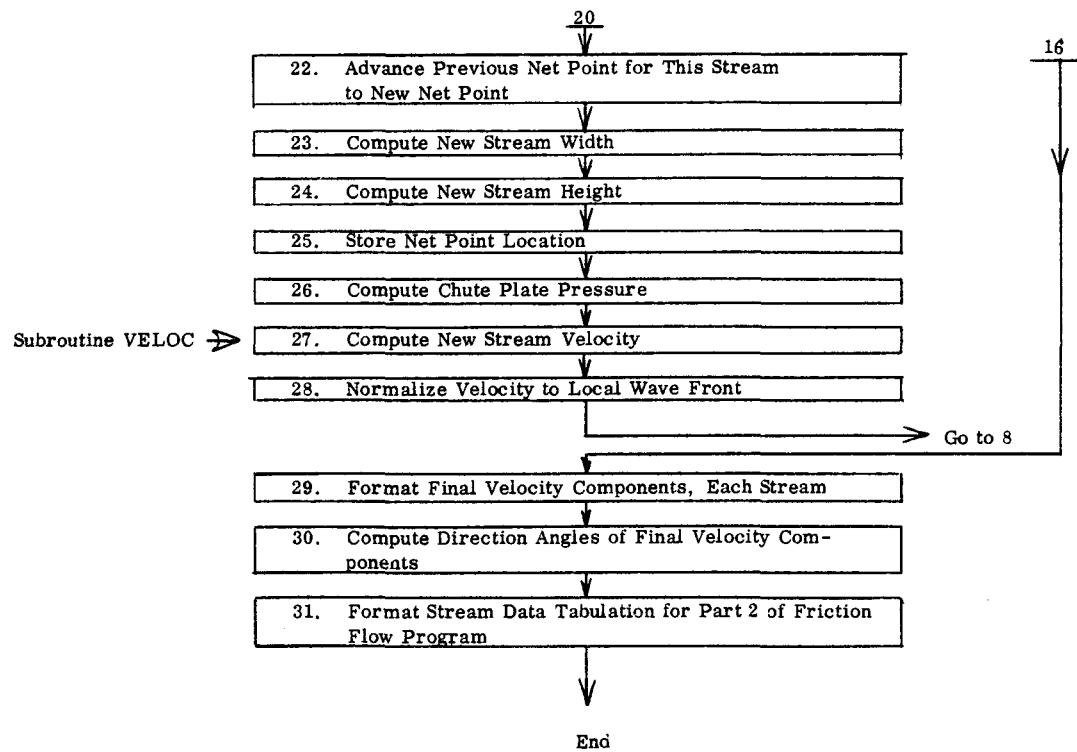 20
16
22. Advance Previous Net Point for This Stream
to New Net Point
23. Compute New Stream Width
24. Compute New Stream Height
25. Store Net Point Location
26. Compute Chute Plate Pressure
Subroutine VELOC
27. Compute New Stream Velocity
28. Normalize Velocity to Local Wave Front
Go to 8
29. Format Final Velocity Components, Each Stream
30. Compute Direction Angles of Final Velocity Com-
ponents
31. Format Stream Data Tabulation for Part 2 of Friction
Flow Program
End